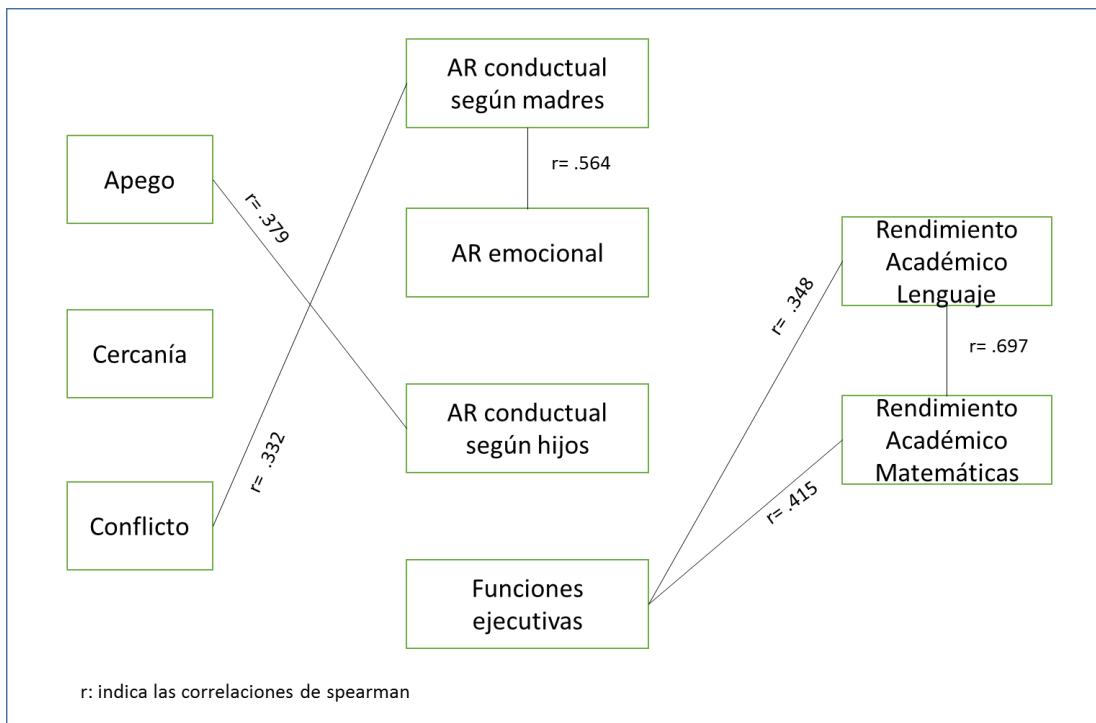 AR conductual
según madres
r= .564
Apego
r= .379
AR emocional
Rendimiento
Académico
Lenguaje
r=  .348
Cercanía
r= .697
AR conductual
según hijos
Rendimiento
Académico
Matemáticas
r=  .332
r= .415
Conflicto
Funciones
ejecutivas
r: indica las correlaciones de spearman